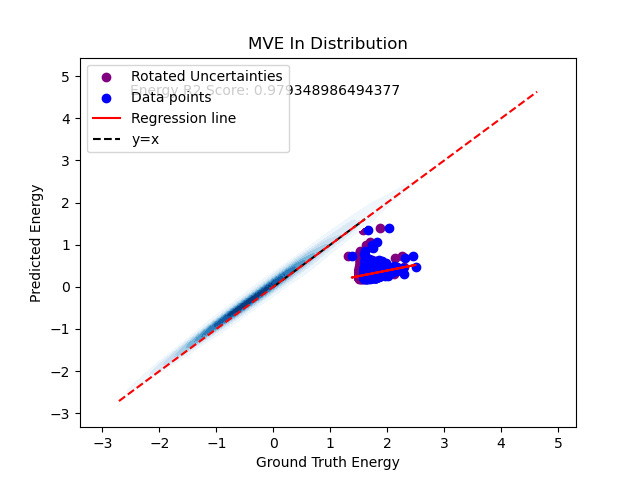 MVE In Distribution
Rotated Uncertainties
Energy R2 Score: 0.979348986494377
Data points
Regression line
y=x
Predicted Energy
5
4
3
2
1
0
−1
−2
−3
−3 −2 −1 0 1 2 3 4 5
Ground Truth Energy